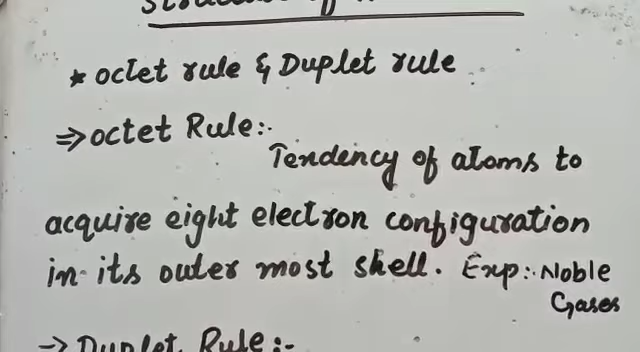 * octet rule & Duplet rule
⇒ octet Rule:-
Tendency of atoms to
acquire eight electron configuration
in its outer most shell. Exp:- Noble
Gases
→ Duplet Rule:-